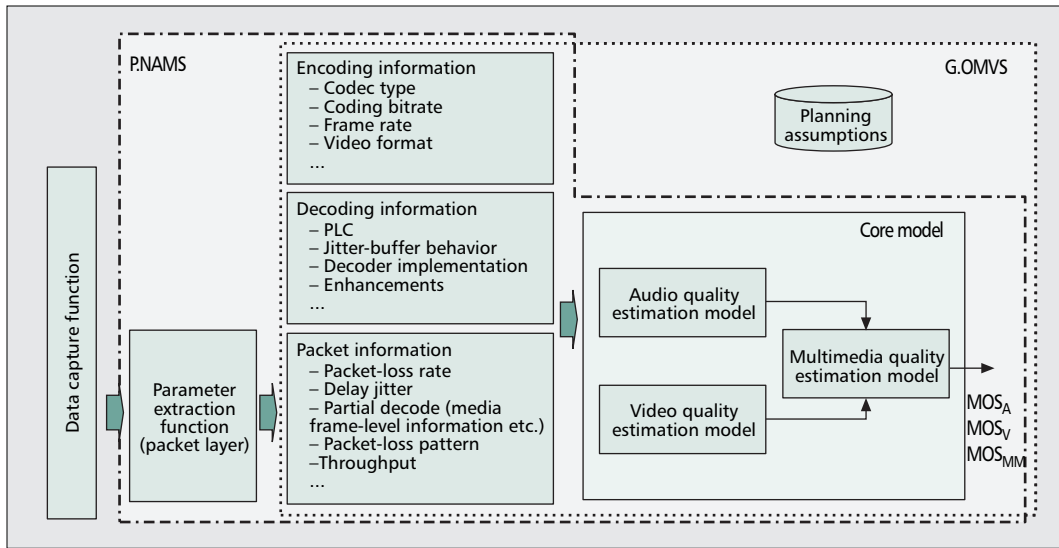 P.NAMS
G.OMVS
Encoding information
– Codec type
– Coding bitrate
– Frame rate
– Video format
...
Planning
assumptions
Data capture function
Parameter
extraction
function
(packet layer)
Decoding information
– PLC
– Jitter-buffer behavior
– Decoder implementation
– Enhancements
...
Packet information
– Packet-loss rate
– Delay jitter
– Partial decode (media
frame-level information etc.)
– Packet-loss pattern
–Throughput
...
Core model
Audio quality
estimation model
Video quality
estimation model
Multimedia quality
estimation model
MOSA
MOSV
MOSMM